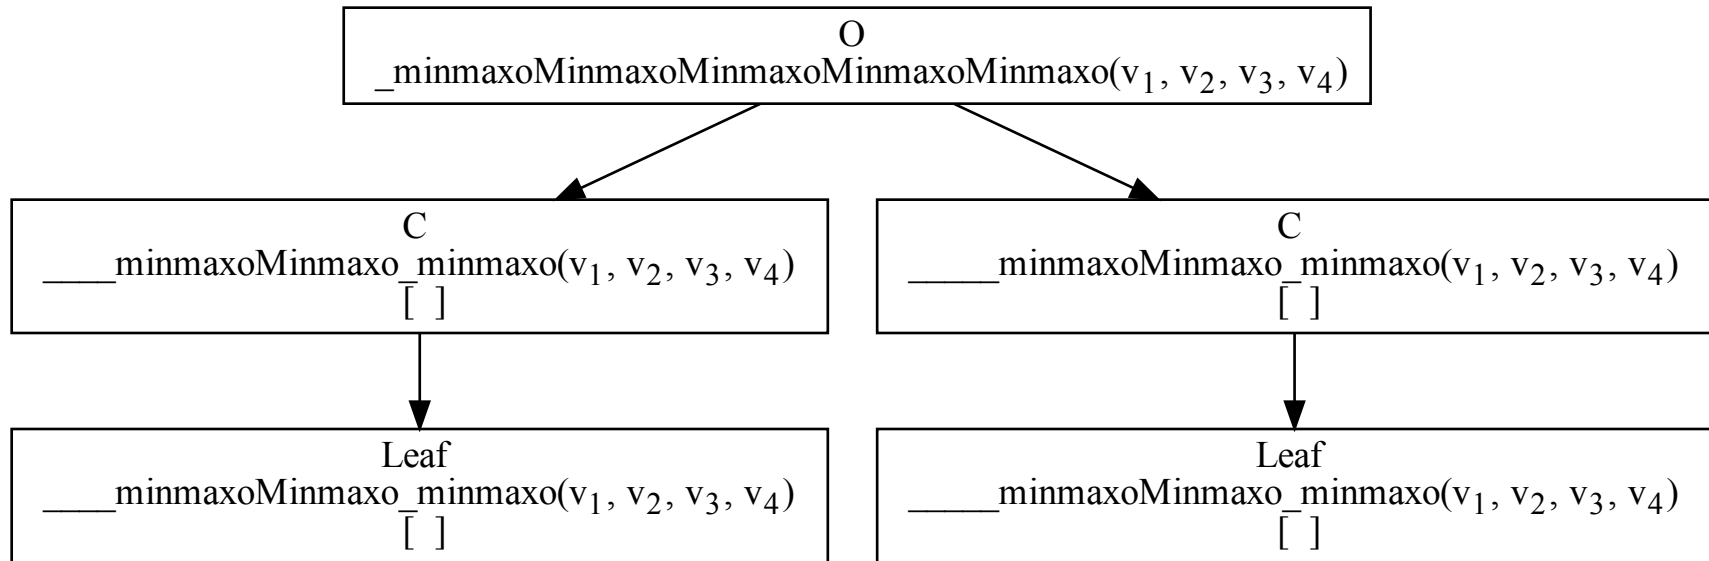 O
_minmaxoMinmaxoMinmaxoMinmaxoMinmaxo(v₁, v₂, v₃, v₄)
C
____minmaxoMinmaxo_minmaxo(v₁, v₂, v₃, v₄)
[ ]
C
_____minmaxoMinmaxo_minmaxo(v₁, v₂, v₃, v₄)
[ ]
Leaf
____minmaxoMinmaxo_minmaxo(v₁, v₂, v₃, v₄)
[ ]
Leaf
_____minmaxoMinmaxo_minmaxo(v₁, v₂, v₃, v₄)
[ ]